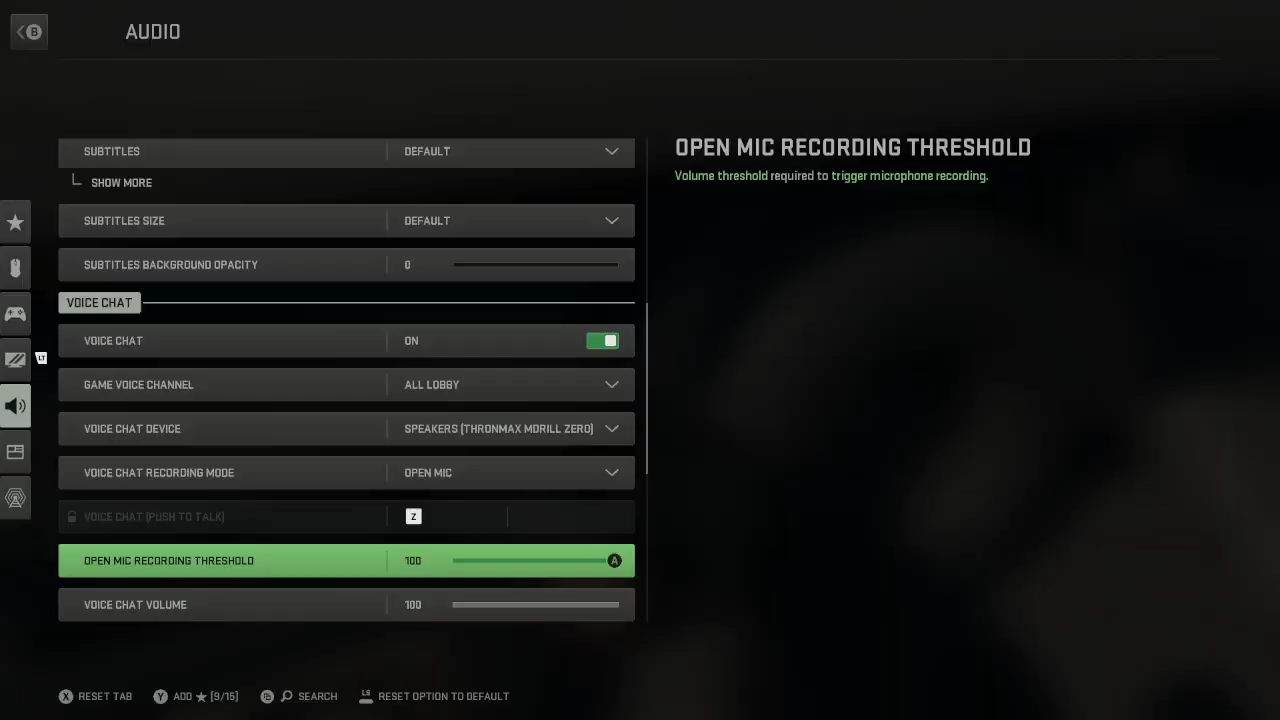 B
AUDIO
SUBTITLES DEFAULT
SHOW MORE
SUBTITLES SIZE DEFAULT
SUBTITLES BACKGROUND OPACITY 0
VOICE CHAT
VOICE CHAT ON
LT
GAME VOICE CHANNEL ALL LOBBY
VOICE CHAT DEVICE SPEAKERS (THRONMAX MDRILL ZERO)
VOICE CHAT RECORDING MODE OPEN MIC
VOICE CHAT (PUSH TO TALK) Z
OPEN MIC RECORDING THRESHOLD 100 A
VOICE CHAT VOLUME 100
OPEN MIC RECORDING THRESHOLD
Volume threshold required to trigger microphone recording.
X RESET TAB Y ADD ★ [9/15] SEARCH LS RESET OPTION TO DEFAULT